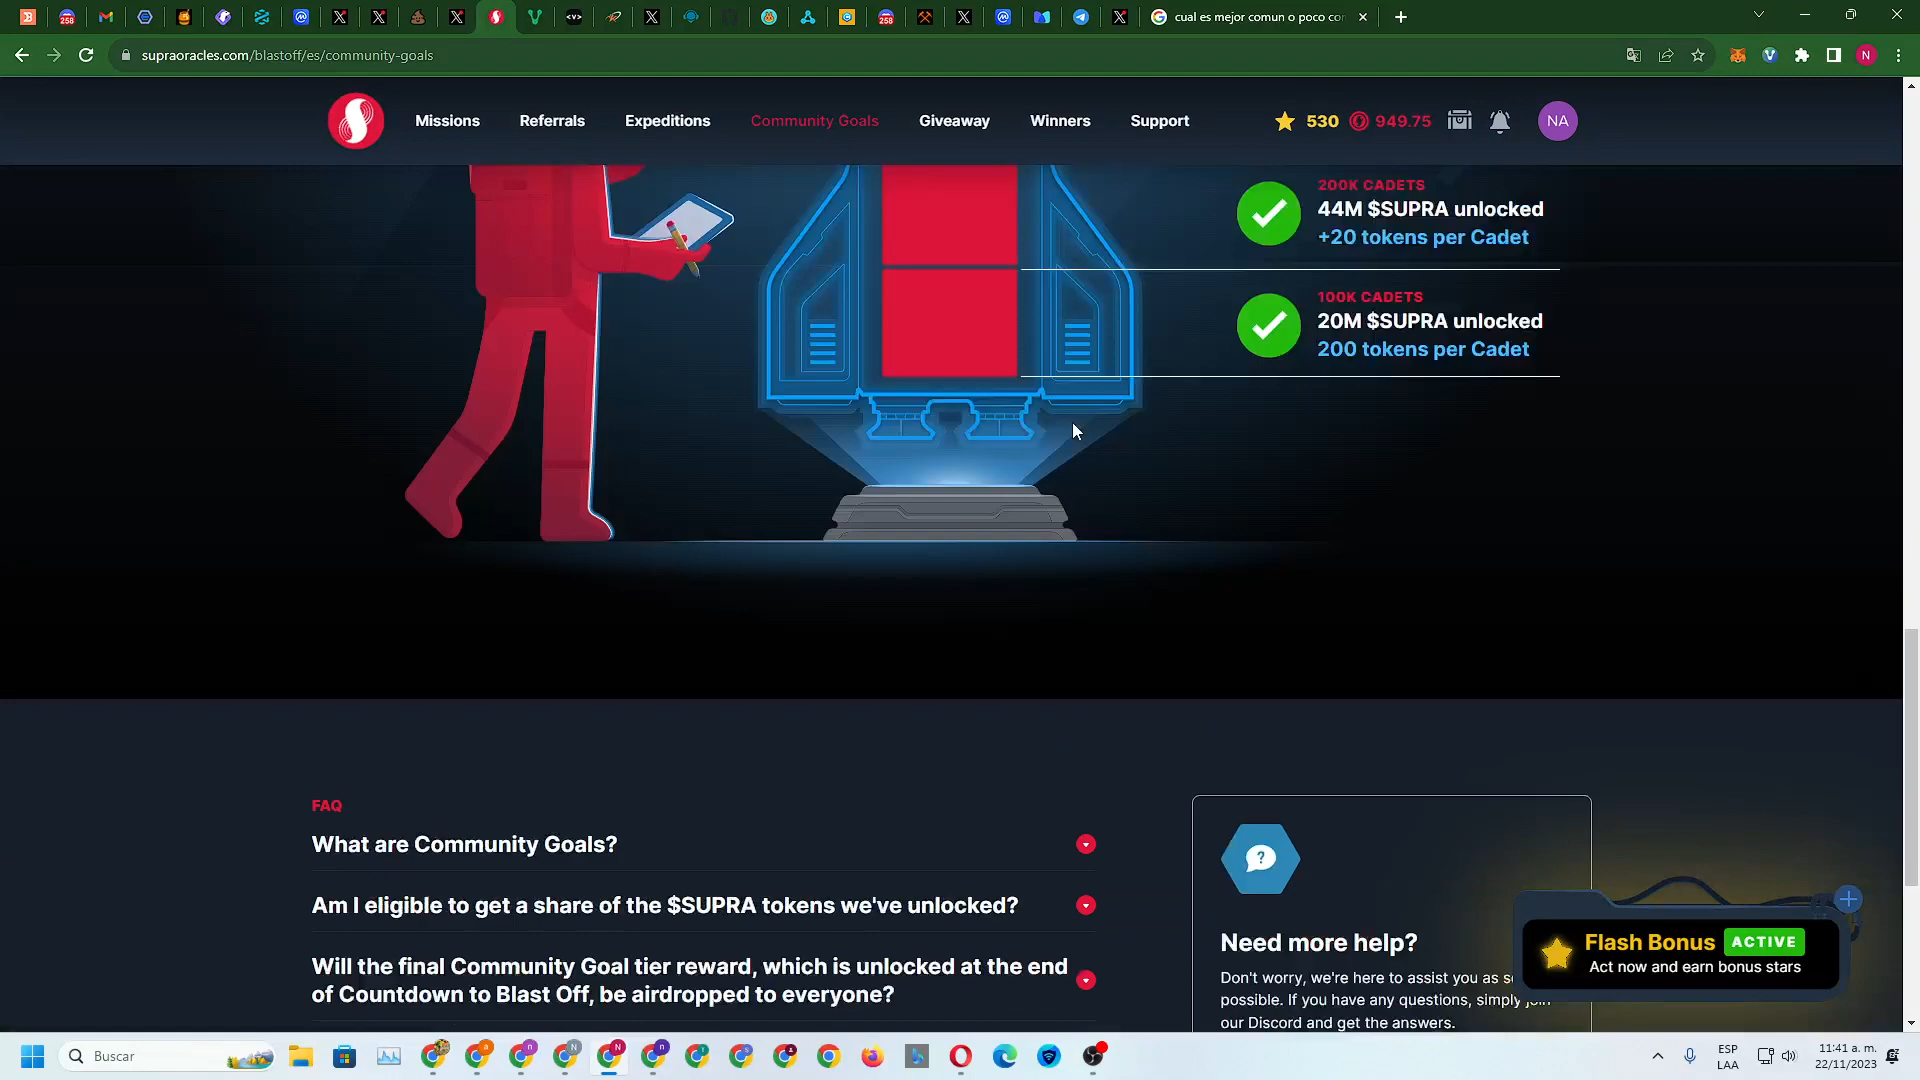 258
258
cual es mejor comun o poco co
supraoracles.com/blastoff/es/community-goals
N
Missions
Referrals
Expeditions
Community Goals
Giveaway
Winners
Support
530
949.75
NA
200K CADETS
44M $SUPRA unlocked
+20 tokens per Cadet
100K CADETS
20M $SUPRA unlocked
200 tokens per Cadet
FAQ
What are Community Goals?
Am I eligible to get a share of the $SUPRA tokens we've unlocked?
Will the final Community Goal tier reward, which is unlocked at the end
of Countdown to Blast Off, be airdropped to everyone?
Need more help?
Don't worry, we're here to assist you as s
possible. If you have any questions, simply join
our Discord and get the answers.
Flash Bonus ACTIVE
Act now and earn bonus stars
Buscar
ESP
LAA
11:41 a. m.
22/11/2023